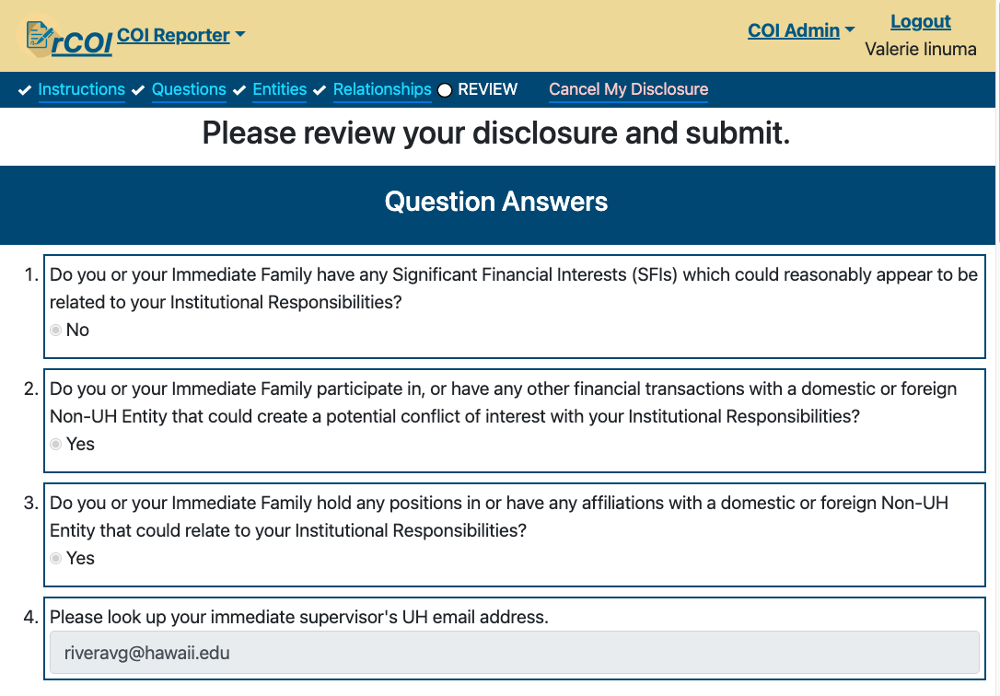 rCOI COI Reporter COI Admin Logout
Valerie Iinuma
Instructions Questions Entities Relationships REVIEW Cancel My Disclosure
Please review your disclosure and submit.
Question Answers
1. Do you or your Immediate Family have any Significant Financial Interests (SFIs) which could reasonably appear to be
related to your Institutional Responsibilities?
No
2. Do you or your Immediate Family participate in, or have any other financial transactions with a domestic or foreign
Non-UH Entity that could create a potential conflict of interest with your Institutional Responsibilities?
Yes
3. Do you or your Immediate Family hold any positions in or have any affiliations with a domestic or foreign Non-UH
Entity that could relate to your Institutional Responsibilities?
Yes
4. Please look up your immediate supervisor's UH email address.
riveravg@hawaii.edu